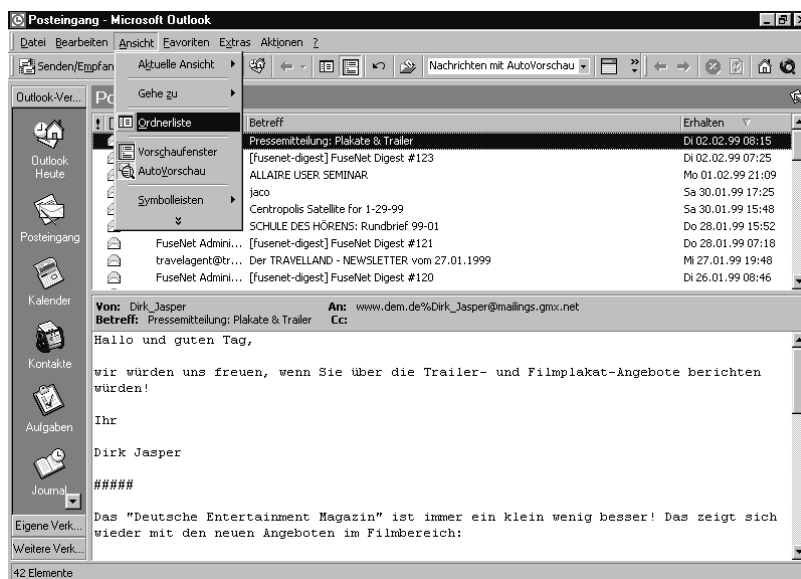 Posteingang - Microsoft Outlook
Datei Bearbeiten Ansicht Favoriten Extras Aktionen ?
Senden/Empfan
Aktuelle Ansicht
Nachrichten mit AutoVorschau
Gehe zu
Ordnerliste
Vorschaufenster
AutoVorschau
Symbolleisten
Outlook-Ver...
Po
! Betreff Erhalten
Pressemitteilung: Plakate & Trailer Di 02.02.99 08:15
[fusenet-digest] FuseNet Digest #123 Di 02.02.99 07:25
ALLAIRE USER SEMINAR Mo 01.02.99 21:09
jaco Sa 30.01.99 17:25
Centropolis Satellite for 1-29-99 Sa 30.01.99 15:48
SCHULE DES HÖRENS: Rundbrief 99-01 Do 28.01.99 15:52
FuseNet Admini... [fusenet-digest] FuseNet Digest #121 Do 28.01.99 07:18
travelagent@tr... Der TRAVELLAND - NEWSLETTER vom 27.01.1999 Mi 27.01.99 19:48
FuseNet Admini... [fusenet-digest] FuseNet Digest #120 Di 26.01.99 08:46
Outlook
Heute
Posteingang
Kalender
Kontakte
Aufgaben
Journal
Eigene Verk...
Weitere Verk...
Von: Dirk_Jasper An: www.dem.de%Dirk_Jasper@mailings.gmx.net
Betreff: Pressemitteilung: Plakate & Trailer Cc:
Hallo und guten Tag,
wir würden uns freuen, wenn Sie über die Trailer- und Filmplakat-Angebote berichten
würden!
Ihr
Dirk Jasper
#####
Das "Deutsche Entertainment Magazin" ist immer ein klein wenig besser! Das zeigt sich
wieder mit den neuen Angeboten im Filmbereich:
42 Elemente